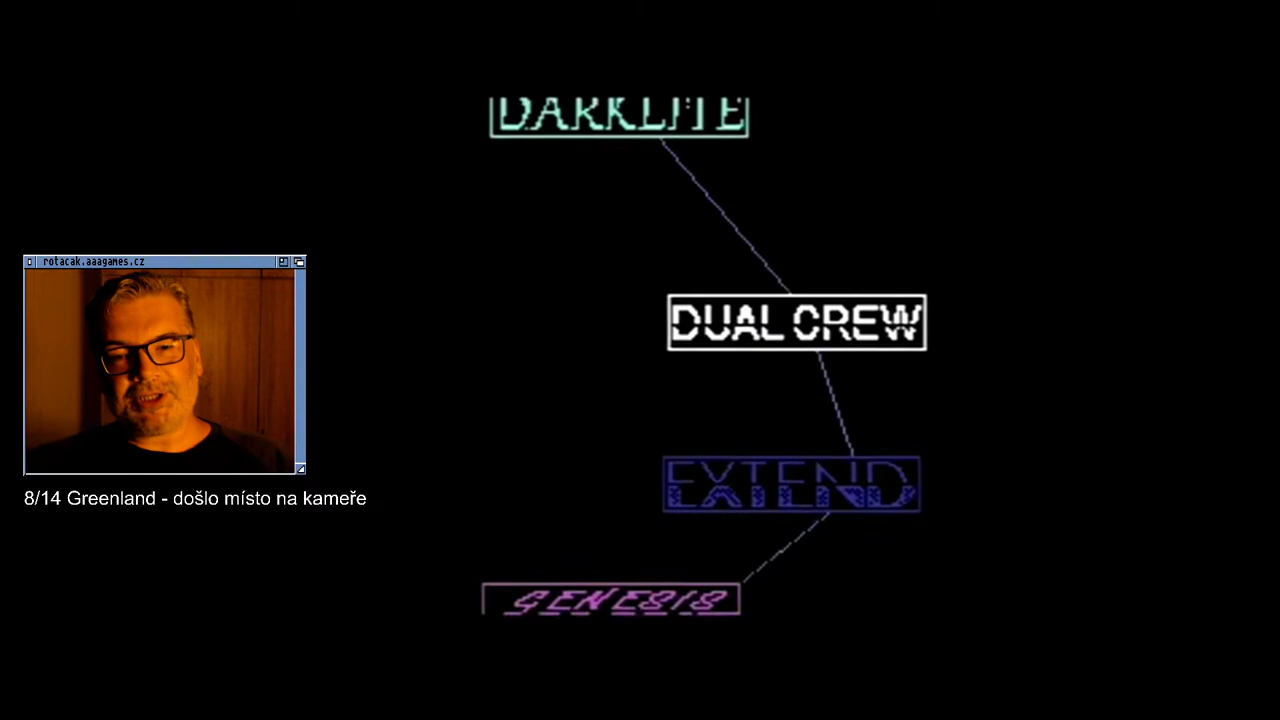 DARKLITE
rotacak.aaagames.cz
DUAL CREW
EXTEND
8/14 Greenland - došlo místo na kameře
GENESIS